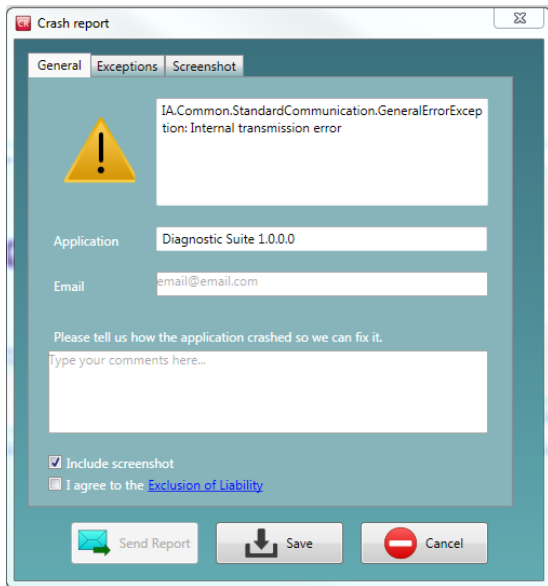 CR Crash report
General Exceptions Screenshot
IA.Common.StandardCommunication.GeneralErrorExcep
tion: Internal transmission error
Application Diagnostic Suite 1.0.0.0
Email email@email.com
Please tell us how the application crashed so we can fix it.
Type your comments here...
Include screenshot
I agree to the Exclusion of Liability
Send Report Save Cancel